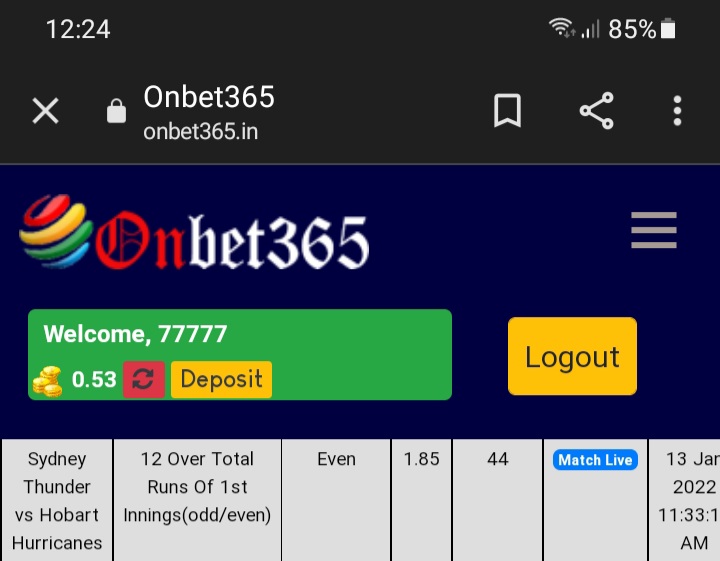 12:24 85%
Onbet365
onbet365.in
Onbet365
Welcome, 77777
0.53 Deposit
Logout
Sydney 12 Over Total Even 1.85 44 Match Live 13 Jan
Thunder Runs Of 1st 2022
vs Hobart Innings(odd/even) 11:33:1
Hurricanes AM